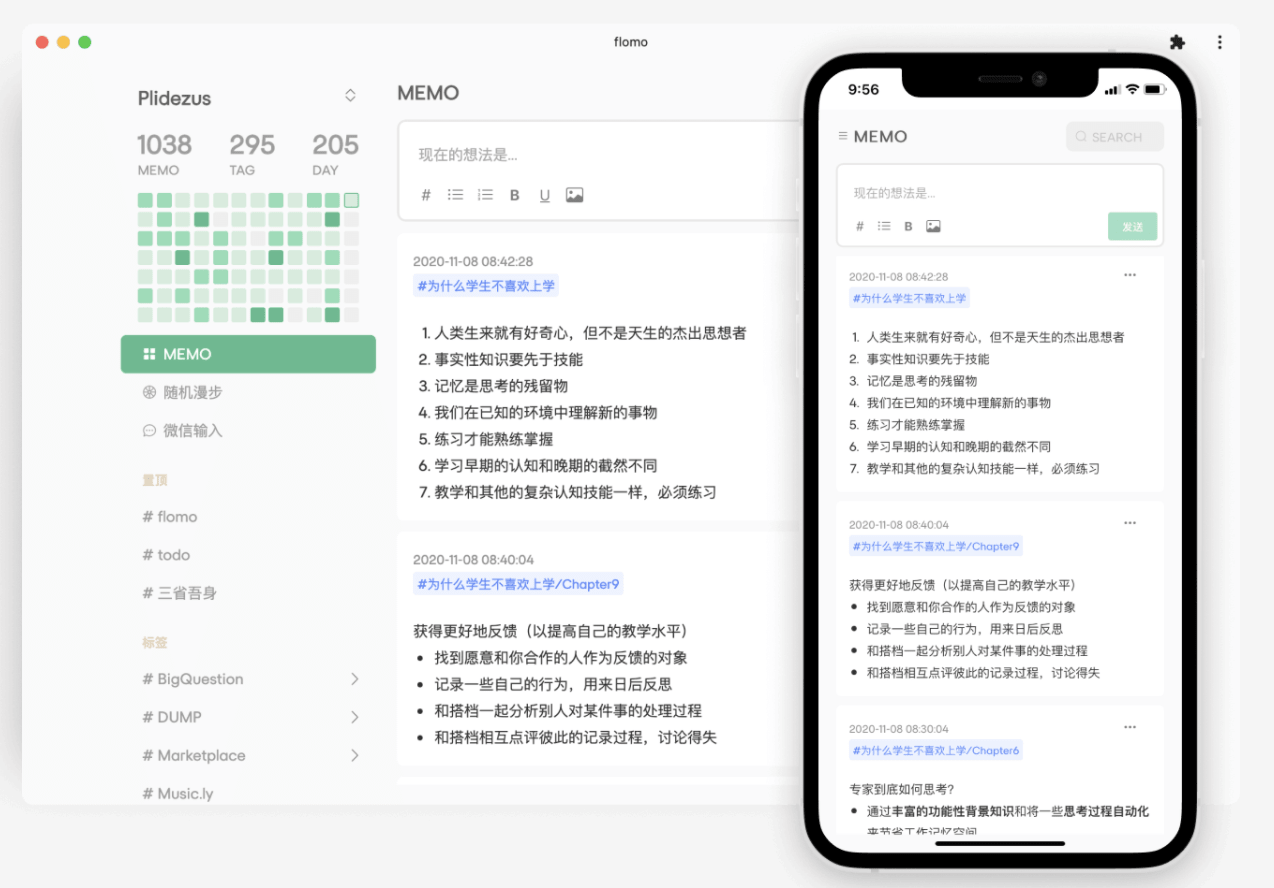 flomo
Plidezus
1038 295 205
MEMO TAG DAY
MEMO
随机漫步
微信输入
置顶
# flomo
# todo
# 三省吾身
标签
# BigQuestion
# DUMP
# Marketplace
# Music.ly
MEMO
现在的想法是...
# B U
2020-11-08 08:42:28
#为什么学生不喜欢上学
1. 人类生来就有好奇心，但不是天生的杰出思想者
2. 事实性知识要先于技能
3. 记忆是思考的残留物
4. 我们在已知的环境中理解新的事物
5. 练习才能熟练掌握
6. 学习早期的认知和晚期的截然不同
7. 教学和其他的复杂认知技能一样，必须练习
2020-11-08 08:40:04
#为什么学生不喜欢上学/Chapter9
获得更好地反馈（以提高自己的教学水平）
• 找到愿意和你合作的人作为反馈的对象
• 记录一些自己的行为，用来日后反思
• 和搭档一起分析别人对某件事的处理过程
• 和搭档相互点评彼此的记录过程，讨论得失
9:56
MEMO
SEARCH
现在的想法是...
# B
发送
2020-11-08 08:42:28
#为什么学生不喜欢上学
1. 人类生来就有好奇心，但不是天生的杰出思想者
2. 事实性知识要先于技能
3. 记忆是思考的残留物
4. 我们在已知的环境中理解新的事物
5. 练习才能熟练掌握
6. 学习早期的认知和晚期的截然不同
7. 教学和其他的复杂认知技能一样，必须练习
2020-11-08 08:40:04
#为什么学生不喜欢上学/Chapter9
获得更好地反馈（以提高自己的教学水平）
• 找到愿意和你合作的人作为反馈的对象
• 记录一些自己的行为，用来日后反思
• 和搭档一起分析别人对某件事的处理过程
• 和搭档相互点评彼此的记录过程，讨论得失
2020-11-08 08:30:04
#为什么学生不喜欢上学/Chapter6
专家到底如何思考?
• 通过丰富的功能性背景知识和将一些思考过程自动化
来节省工作记忆空间